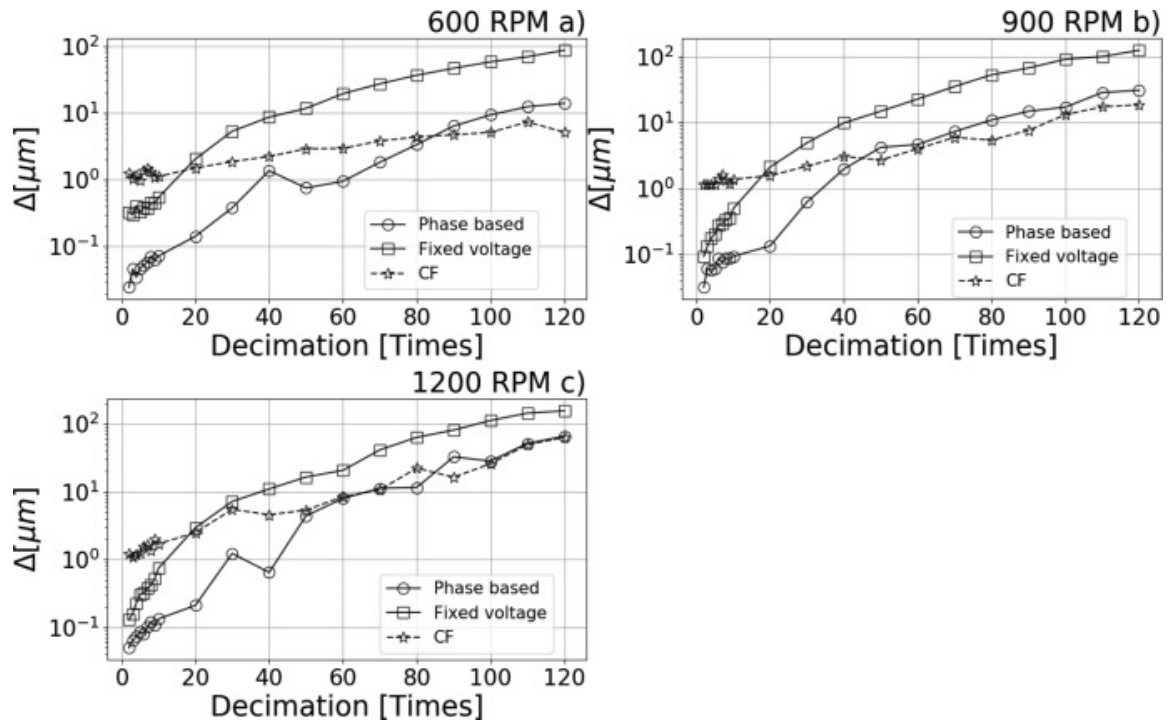 600 RPM a)
Δ[μm]
10²
10¹
10⁰
10⁻¹
Phase based
Fixed voltage
CF
0 20 40 60 80 100 120
Decimation [Times]
900 RPM b)
Δ[μm]
10²
10¹
10⁰
10⁻¹
Phase based
Fixed voltage
CF
0 20 40 60 80 100 120
Decimation [Times]
1200 RPM c)
Δ[μm]
10²
10¹
10⁰
10⁻¹
Phase based
Fixed voltage
CF
0 20 40 60 80 100 120
Decimation [Times]